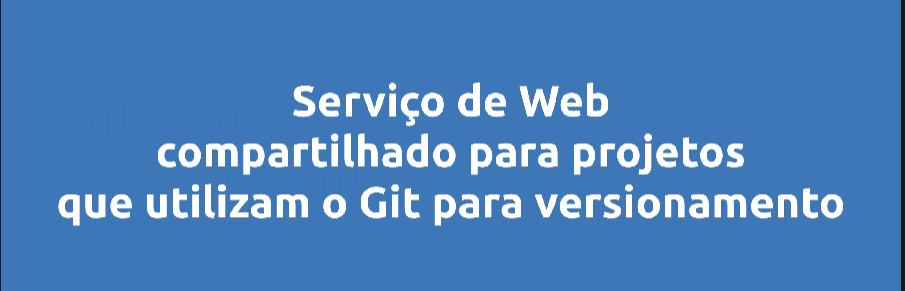 Serviço de Web
compartilhado para projetos
que utilizam o Git para versionamento